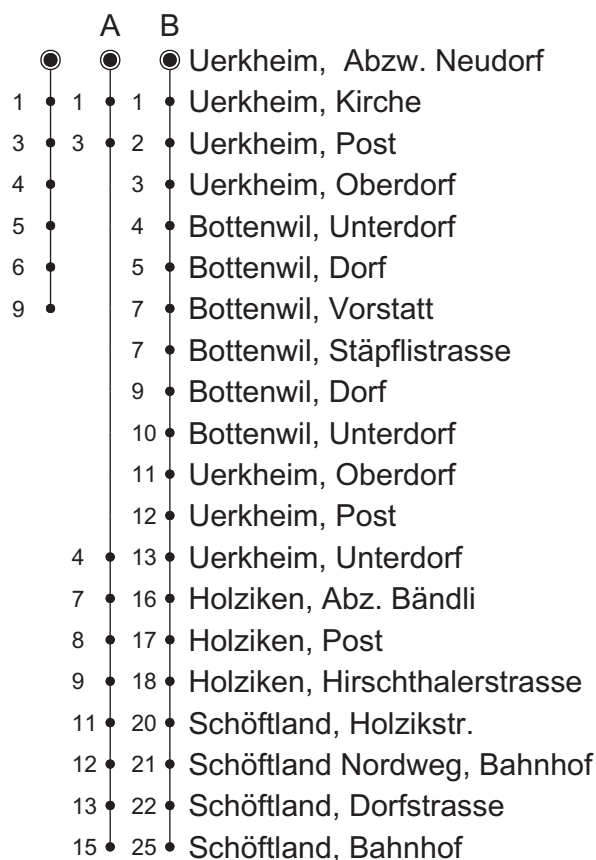 A B
Uerkheim, Abzw. Neudorf
1 1 1 Uerkheim, Kirche
3 3 2 Uerkheim, Post
4 3 Uerkheim, Oberdorf
5 4 Bottenwil, Unterdorf
6 5 Bottenwil, Dorf
9 7 Bottenwil, Vorstatt
7 Bottenwil, Stäpflistrasse
9 Bottenwil, Dorf
10 Bottenwil, Unterdorf
11 Uerkheim, Oberdorf
12 Uerkheim, Post
4 13 Uerkheim, Unterdorf
7 16 Holziken, Abz. Bändli
8 17 Holziken, Post
9 18 Holziken, Hirschthalerstrasse
11 20 Schöftland, Holzikstr.
12 21 Schöftland Nordweg, Bahnhof
13 22 Schöftland, Dorfstrasse
15 25 Schöftland, Bahnhof